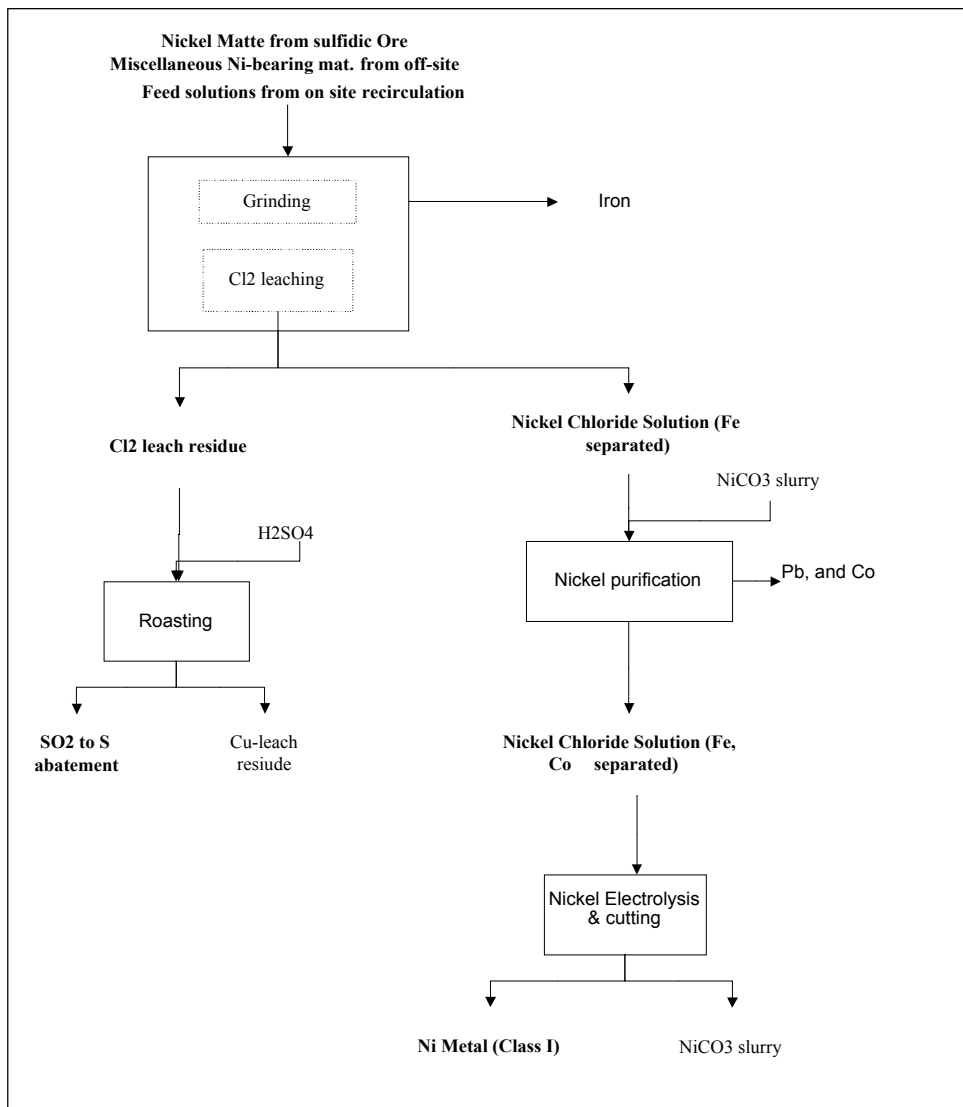 Nickel Matte from sulfidic Ore
Miscellaneous Ni-bearing mat. from off-site
Feed solutions from on site recirculation
Grinding
Iron
Cl2 leaching
Cl2 leach residue
Nickel Chloride Solution (Fe
separated)
NiCO3 slurry
H2SO4
Nickel purification
Pb, and Co
Roasting
SO2 to S
abatement
Cu-leach
resiude
Nickel Chloride Solution (Fe,
Co separated)
Nickel Electrolysis
& cutting
Ni Metal (Class I)
NiCO3 slurry